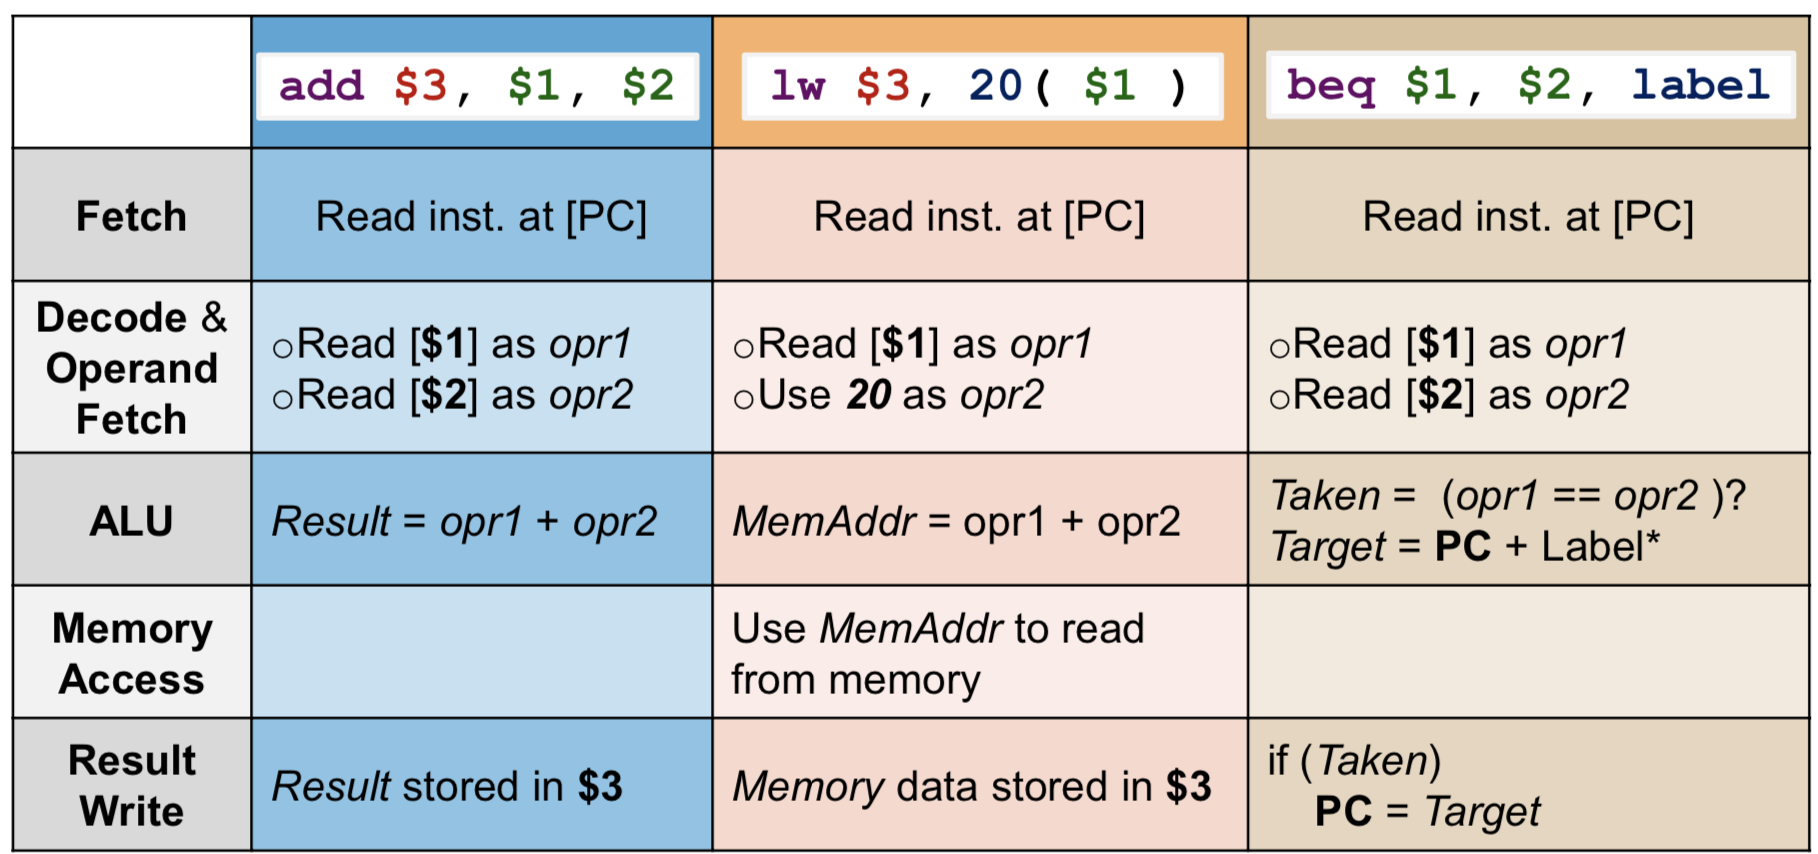 add $3, $1, $2
lw $3, 20( $1 )
beq $1, $2, label
Fetch
Read inst. at [PC]
Read inst. at [PC]
Read inst. at [PC]
Decode &
Operand
Fetch
○Read [$1] as opr1
○Read [$2] as opr2
○Read [$1] as opr1
○Use 20 as opr2
○Read [$1] as opr1
○Read [$2] as opr2
ALU
Result = opr1 + opr2
MemAddr = opr1 + opr2
Taken = (opr1 == opr2 )?
Target = PC + Label*
Memory
Access
Use MemAddr to read
from memory
Result
Write
Result stored in $3
Memory data stored in $3
if (Taken)
PC = Target